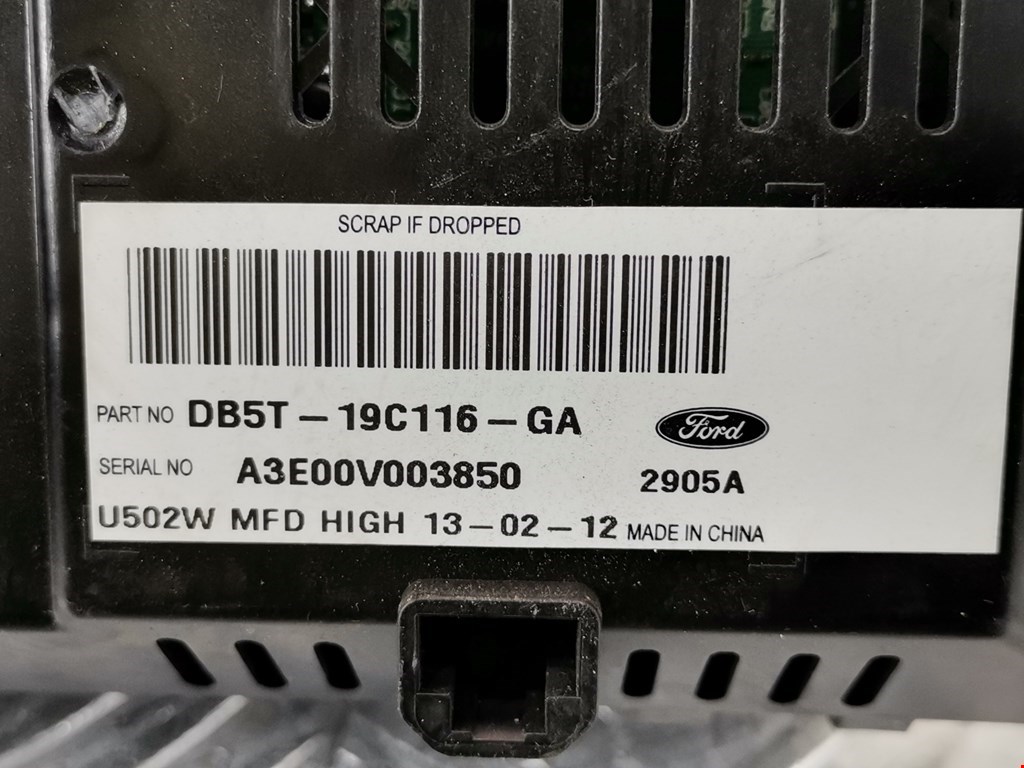 SCRAP IF DROPPED
PART NO DB5T-19C116-GA Ford
SERIAL NO A3E00V003850 2905A
U502W MFD HIGH 13-02-12 MADE IN CHINA